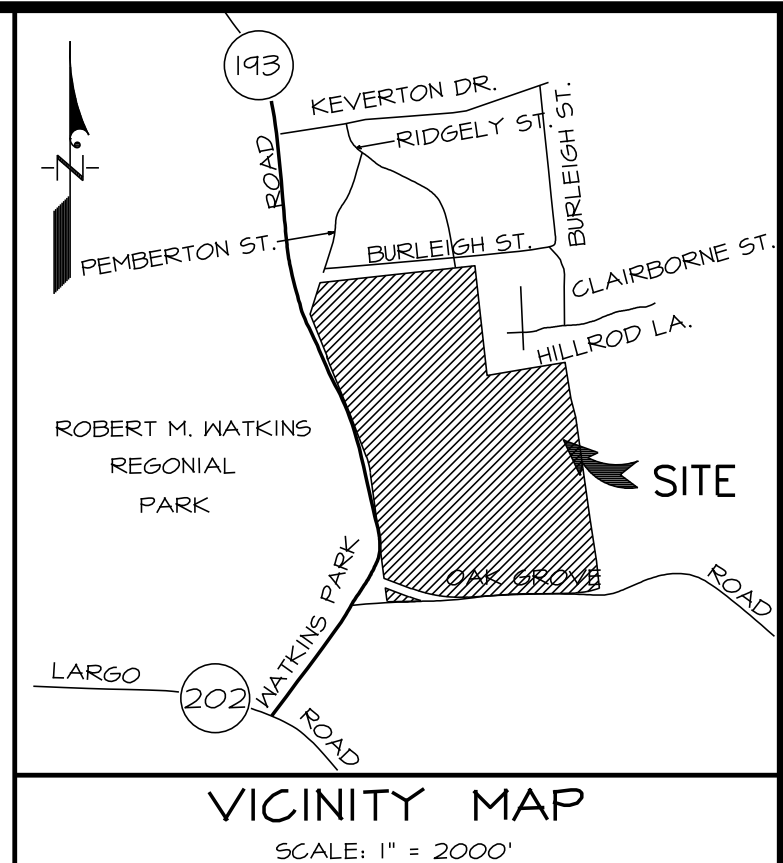 193
KEVERTON DR.
RIDGELY ST.
BURLEIGH ST.
ROAD
N
PEMBERTON ST.
BURLEIGH ST.
CLAIRBORNE ST.
HILLROD LA.
ROBERT M. WATKINS
REGONIAL
PARK
SITE
OAK GROVE
ROAD
WATKINS PARK
LARGO
202
ROAD
VICINITY MAP
SCALE: 1" = 2000'